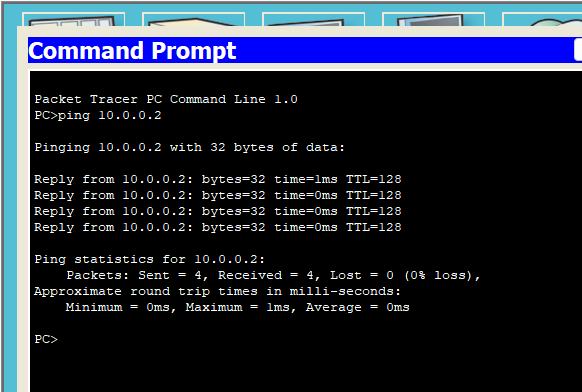 Command Prompt
Packet Tracer PC Command Line 1.0
PC>ping 10.0.0.2
Pinging 10.0.0.2 with 32 bytes of data:
Reply from 10.0.0.2: bytes=32 time=1ms TTL=128
Reply from 10.0.0.2: bytes=32 time=0ms TTL=128
Reply from 10.0.0.2: bytes=32 time=0ms TTL=128
Reply from 10.0.0.2: bytes=32 time=0ms TTL=128
Ping statistics for 10.0.0.2:
Packets: Sent = 4, Received = 4, Lost = 0 (0% loss),
Approximate round trip times in milli-seconds:
Minimum = 0ms, Maximum = 1ms, Average = 0ms
PC>